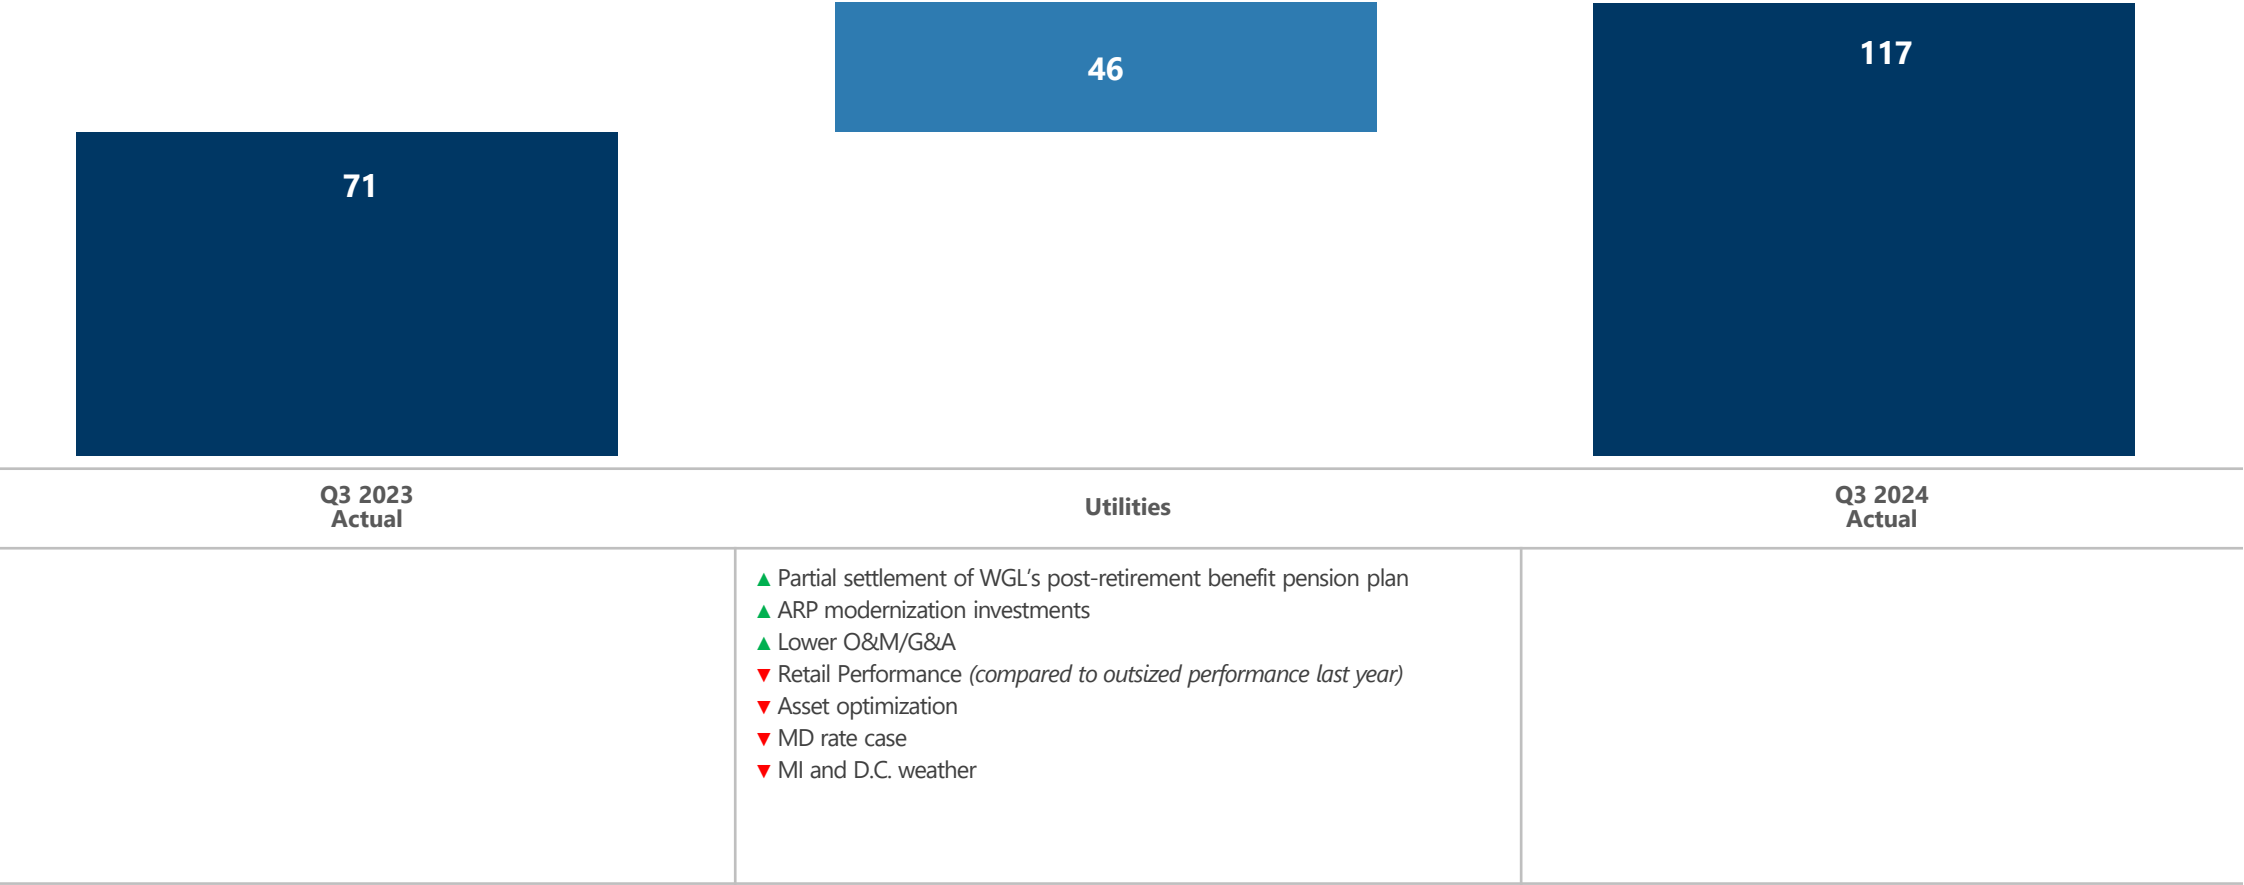 46
117
71
Q3 2023
Actual
Utilities
Q3 2024
Actual
▲ Partial settlement of WGL’s post-retirement benefit pension plan
▲ ARP modernization investments
▲ Lower O&M/G&A
▼ Retail Performance (compared to outsized performance last year)
▼ Asset optimization
▼ MD rate case
▼ MI and D.C. weather